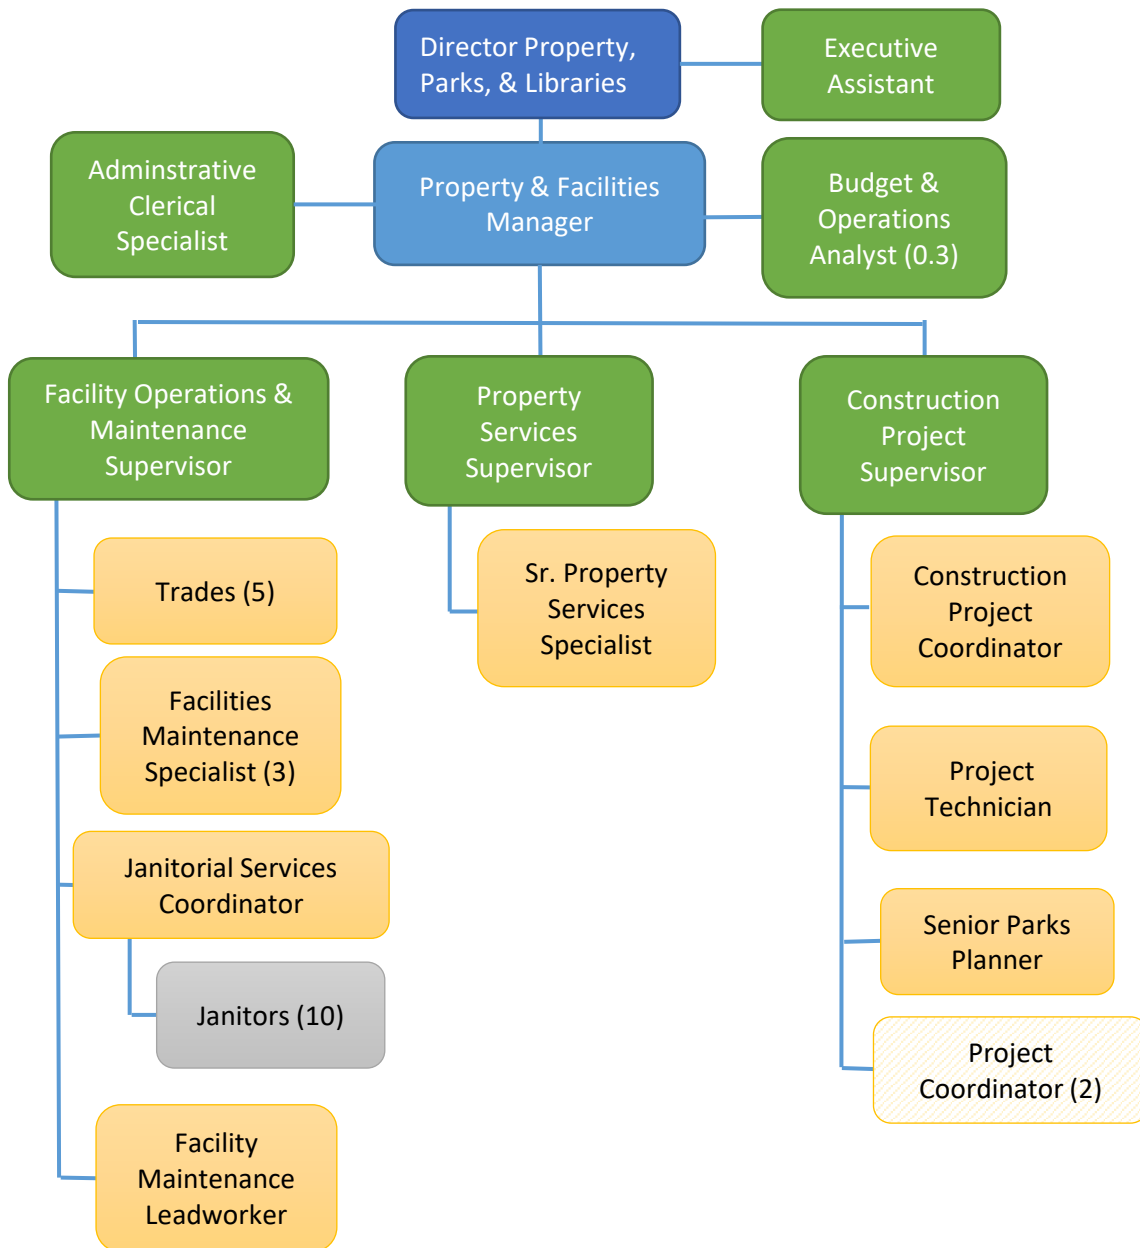 Director Property,
Parks, & Libraries
Executive
Assistant
Adminstrative
Clerical
Specialist
Property & Facilities
Manager
Budget &
Operations
Analyst (0.3)
Facility Operations &
Maintenance
Supervisor
Property
Services
Supervisor
Construction
Project
Supervisor
Trades (5)
Facilities
Maintenance
Specialist (3)
Janitorial Services
Coordinator
Janitors (10)
Facility
Maintenance
Leadworker
Sr. Property
Services
Specialist
Construction
Project
Coordinator
Project
Technician
Senior Parks
Planner
Project
Coordinator (2)